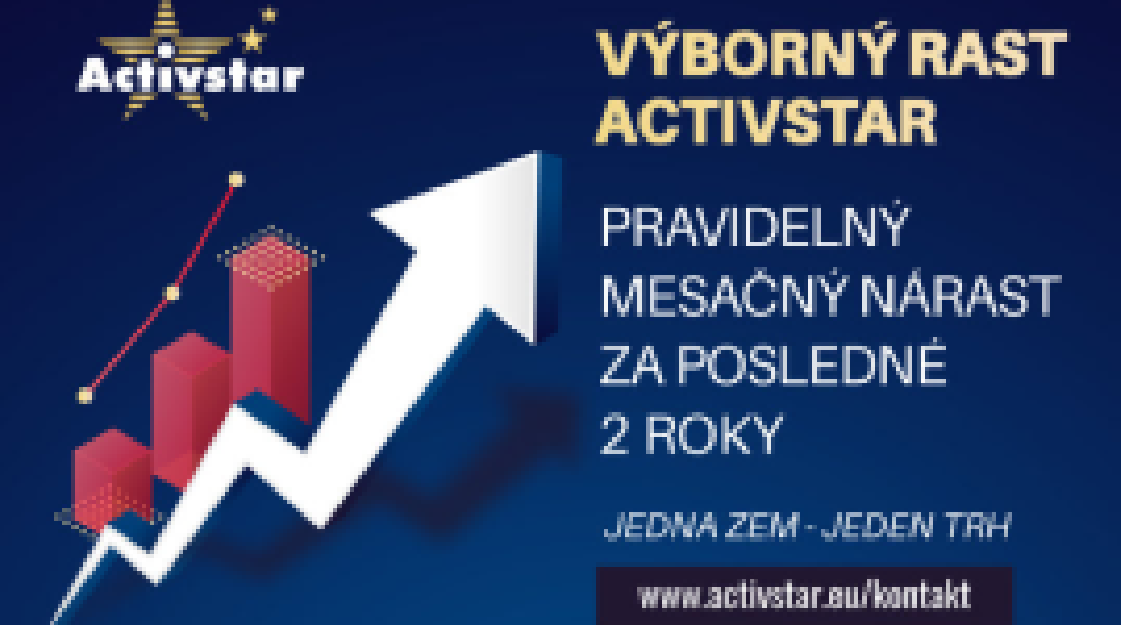 Activstar
VÝBORNÝ RAST
ACTIVSTAR
PRAVIDELNÝ
MESAČNÝ NÁRAST
ZA POSLEDNÉ
2 ROKY
JEDNA ZEM - JEDEN TRH
www.activstar.eu/kontakt